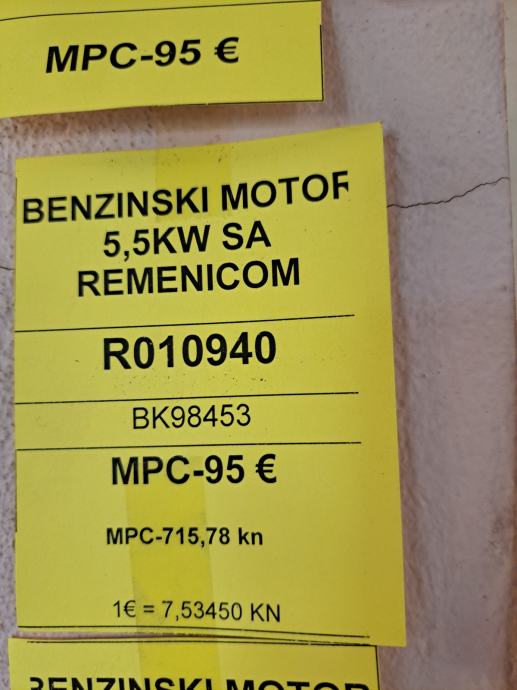 MPC-95 €
BENZINSKI MOTOR
5,5KW SA
REMENICOM
R010940
BK98453
MPC-95 €
MPC-715,78 kn
1€ = 7,53450 KN
BENZINSKI MOTOR